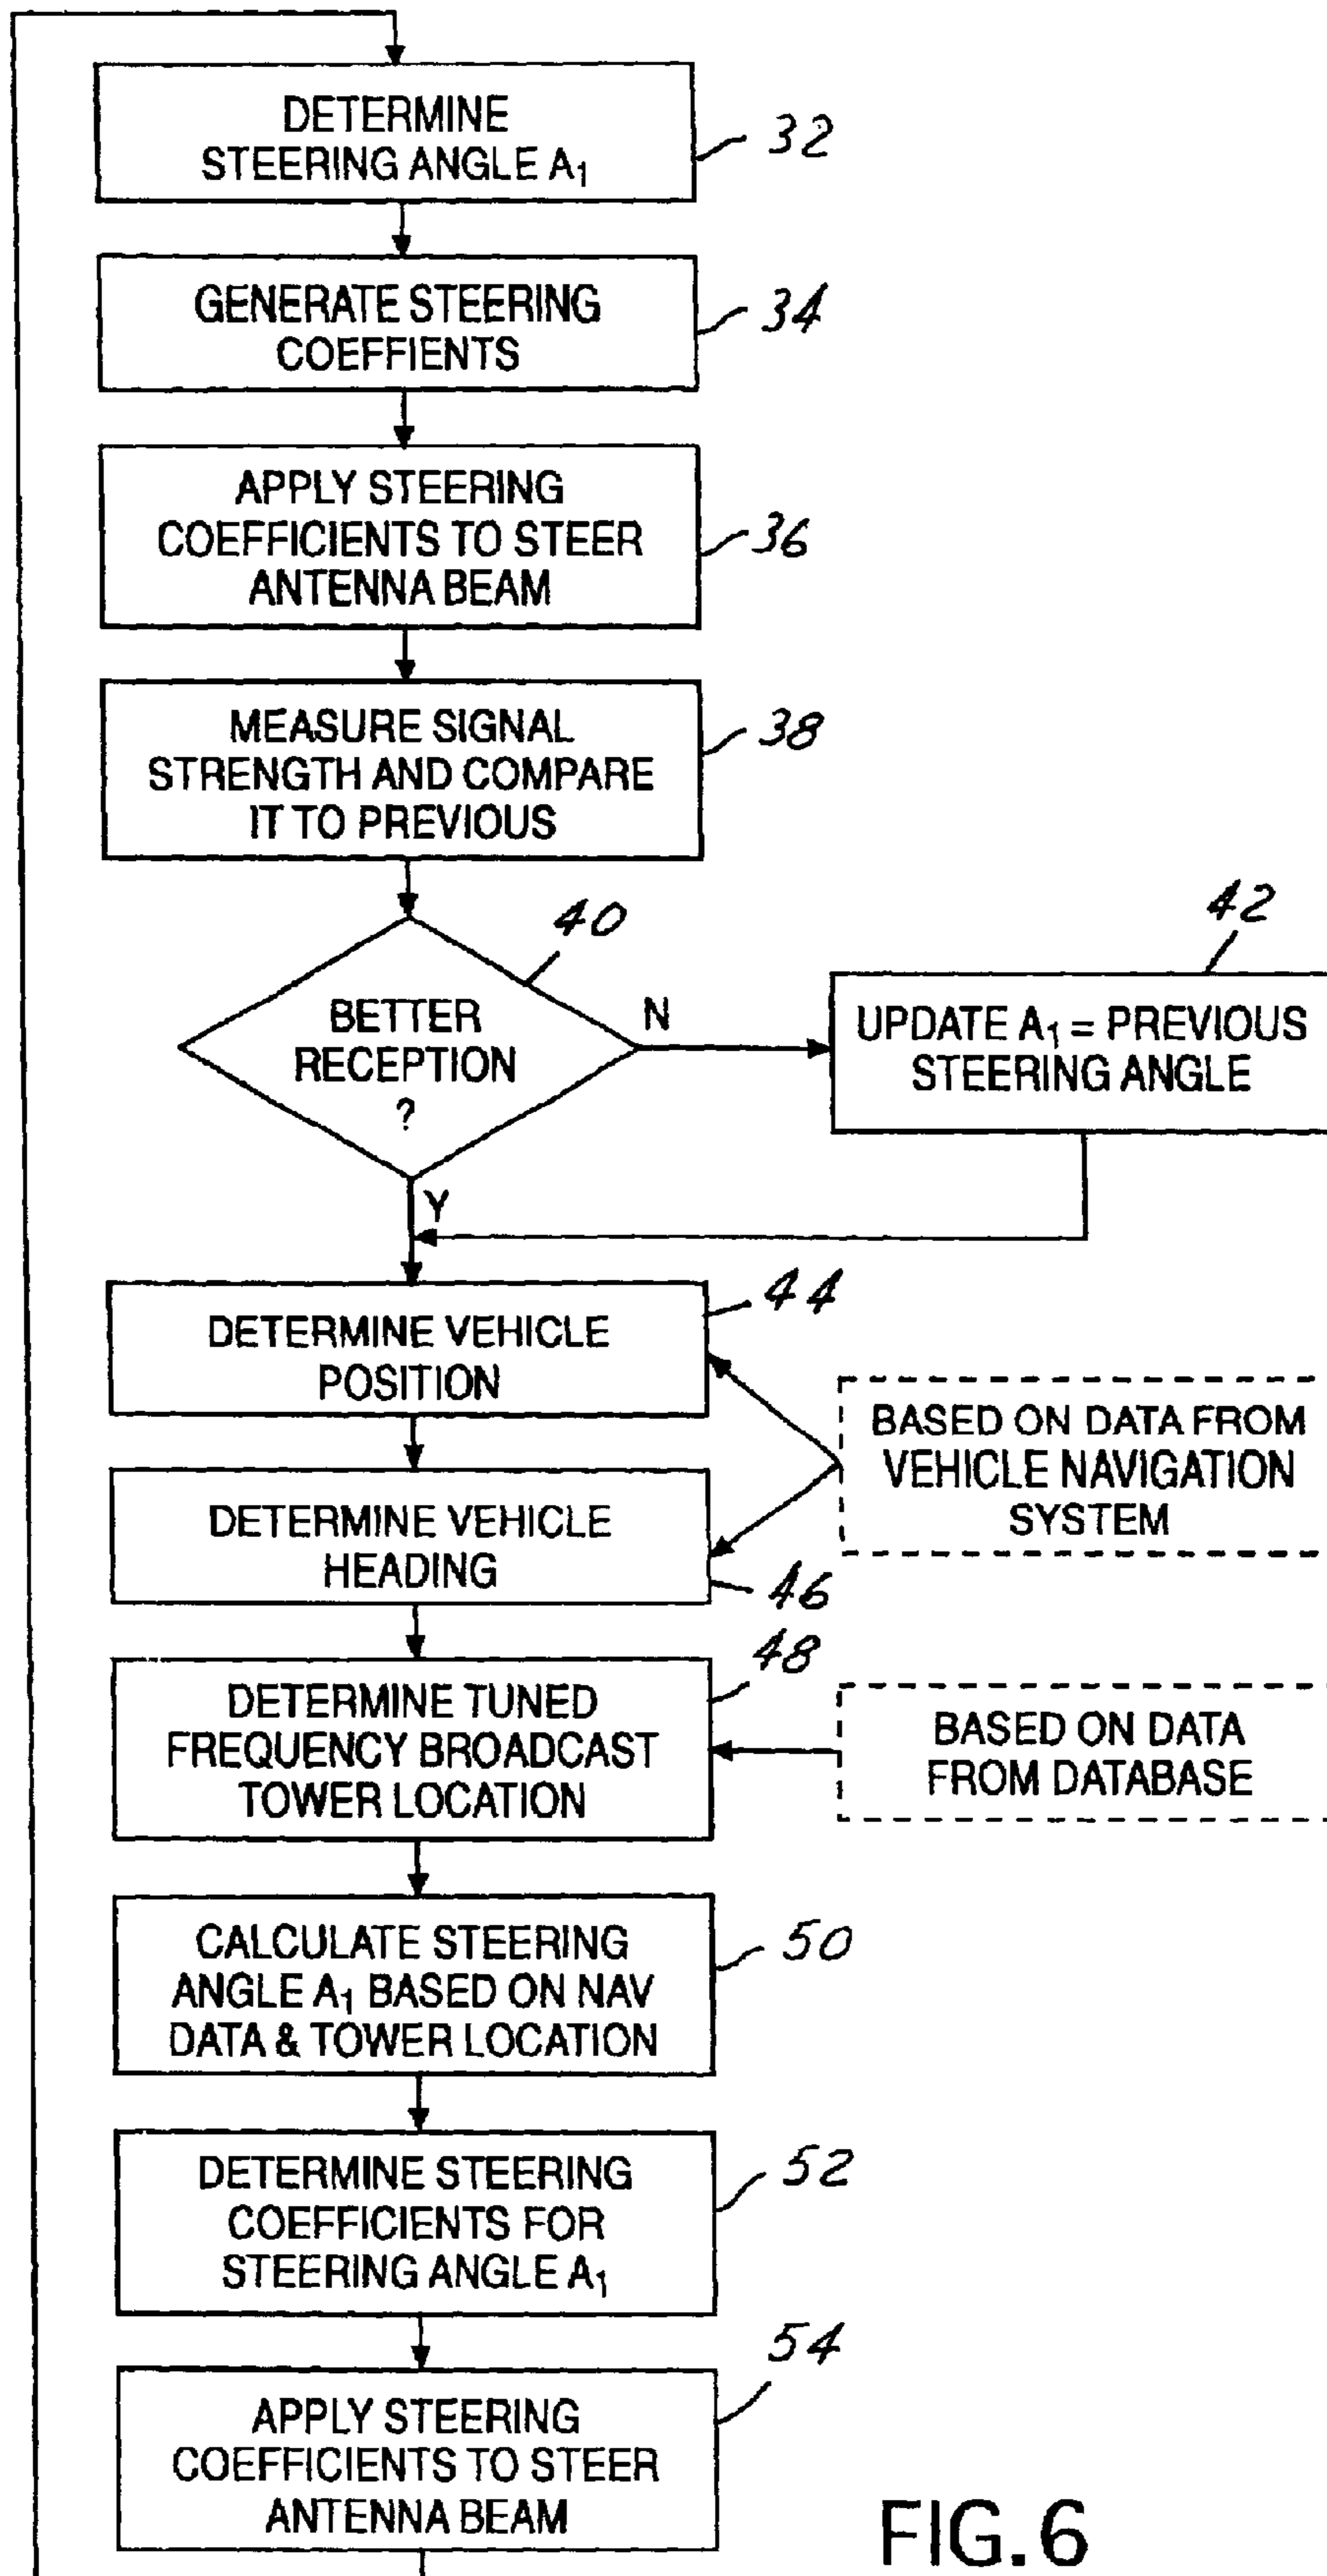 DETERMINE
STEERING ANGLE A₁
32
GENERATE STEERING
COEFFIENTS
34
APPLY STEERING
COEFFICIENTS TO STEER
ANTENNA BEAM
36
MEASURE SIGNAL
STRENGTH AND COMPARE
IT TO PREVIOUS
38
40
BETTER
RECEPTION
?
N
42
UPDATE A₁ = PREVIOUS
STEERING ANGLE
Y
DETERMINE VEHICLE
POSITION
44
BASED ON DATA FROM
VEHICLE NAVIGATION
SYSTEM
DETERMINE VEHICLE
HEADING
46
48
DETERMINE TUNED
FREQUENCY BROADCAST
TOWER LOCATION
BASED ON DATA
FROM DATABASE
CALCULATE STEERING
ANGLE A₁ BASED ON NAV
DATA & TOWER LOCATION
50
DETERMINE STEERING
COEFFICIENTS FOR
STEERING ANGLE A₁
52
54
APPLY STEERING
COEFFICIENTS TO STEER
ANTENNA BEAM
FIG.6